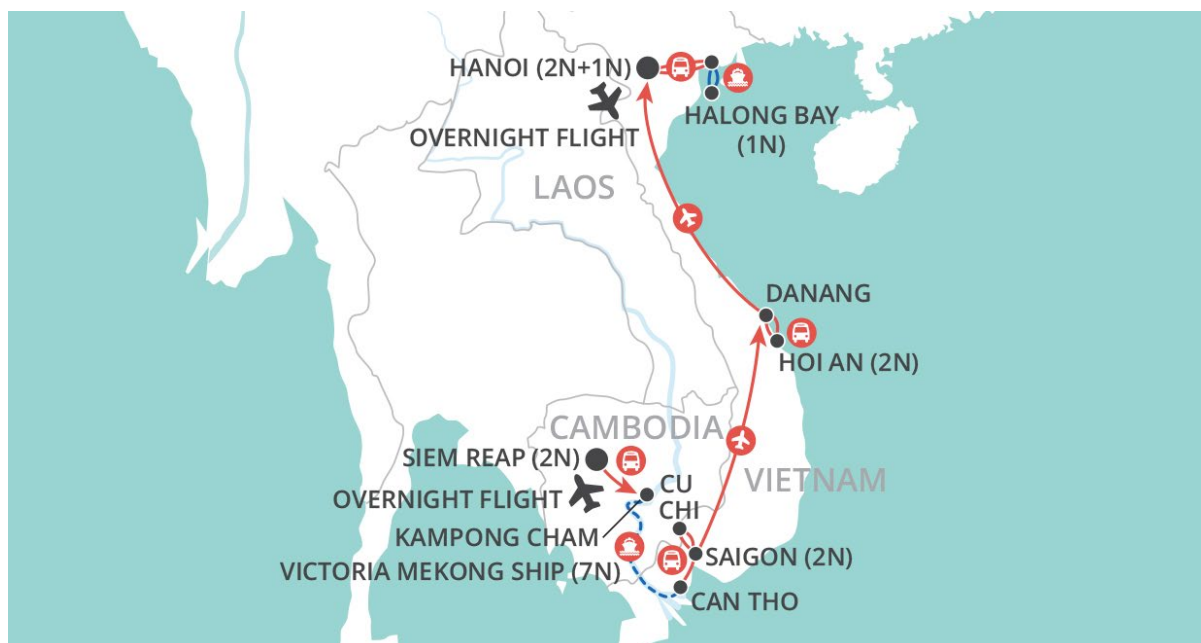 HANOI (2N+1N)
OVERNIGHT FLIGHT
HALONG BAY
(1N)
LAOS
DANANG
HOI AN (2N)
CAMBODIA
SIEM REAP (2N)
OVERNIGHT FLIGHT
CU
CHI
VIETNAM
KAMPONG CHAM
VICTORIA MEKONG SHIP (7N)
SAIGON (2N)
CAN THO